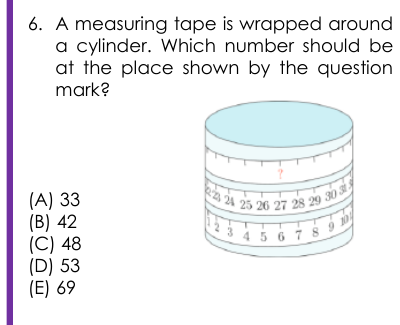 6. A measuring tape is wrapped around
a cylinder. Which number should be
at the place shown by the question
mark?
?
23 24 25 26 27 28 29 30 31
1 2 3 4 5 6 7 8 9 10
(A) 33
(B) 42
(C) 48
(D) 53
(E) 69